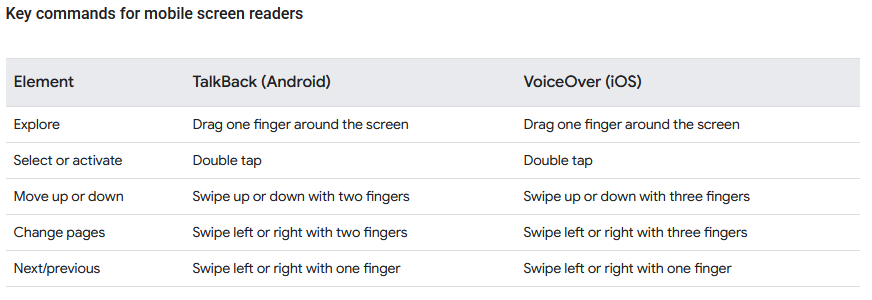 Key commands for mobile screen readers
Element TalkBack (Android) VoiceOver (iOS)
Explore Drag one finger around the screen Drag one finger around the screen
Select or activate Double tap Double tap
Move up or down Swipe up or down with two fingers Swipe up or down with three fingers
Change pages Swipe left or right with two fingers Swipe left or right with three fingers
Next/previous Swipe left or right with one finger Swipe left or right with one finger